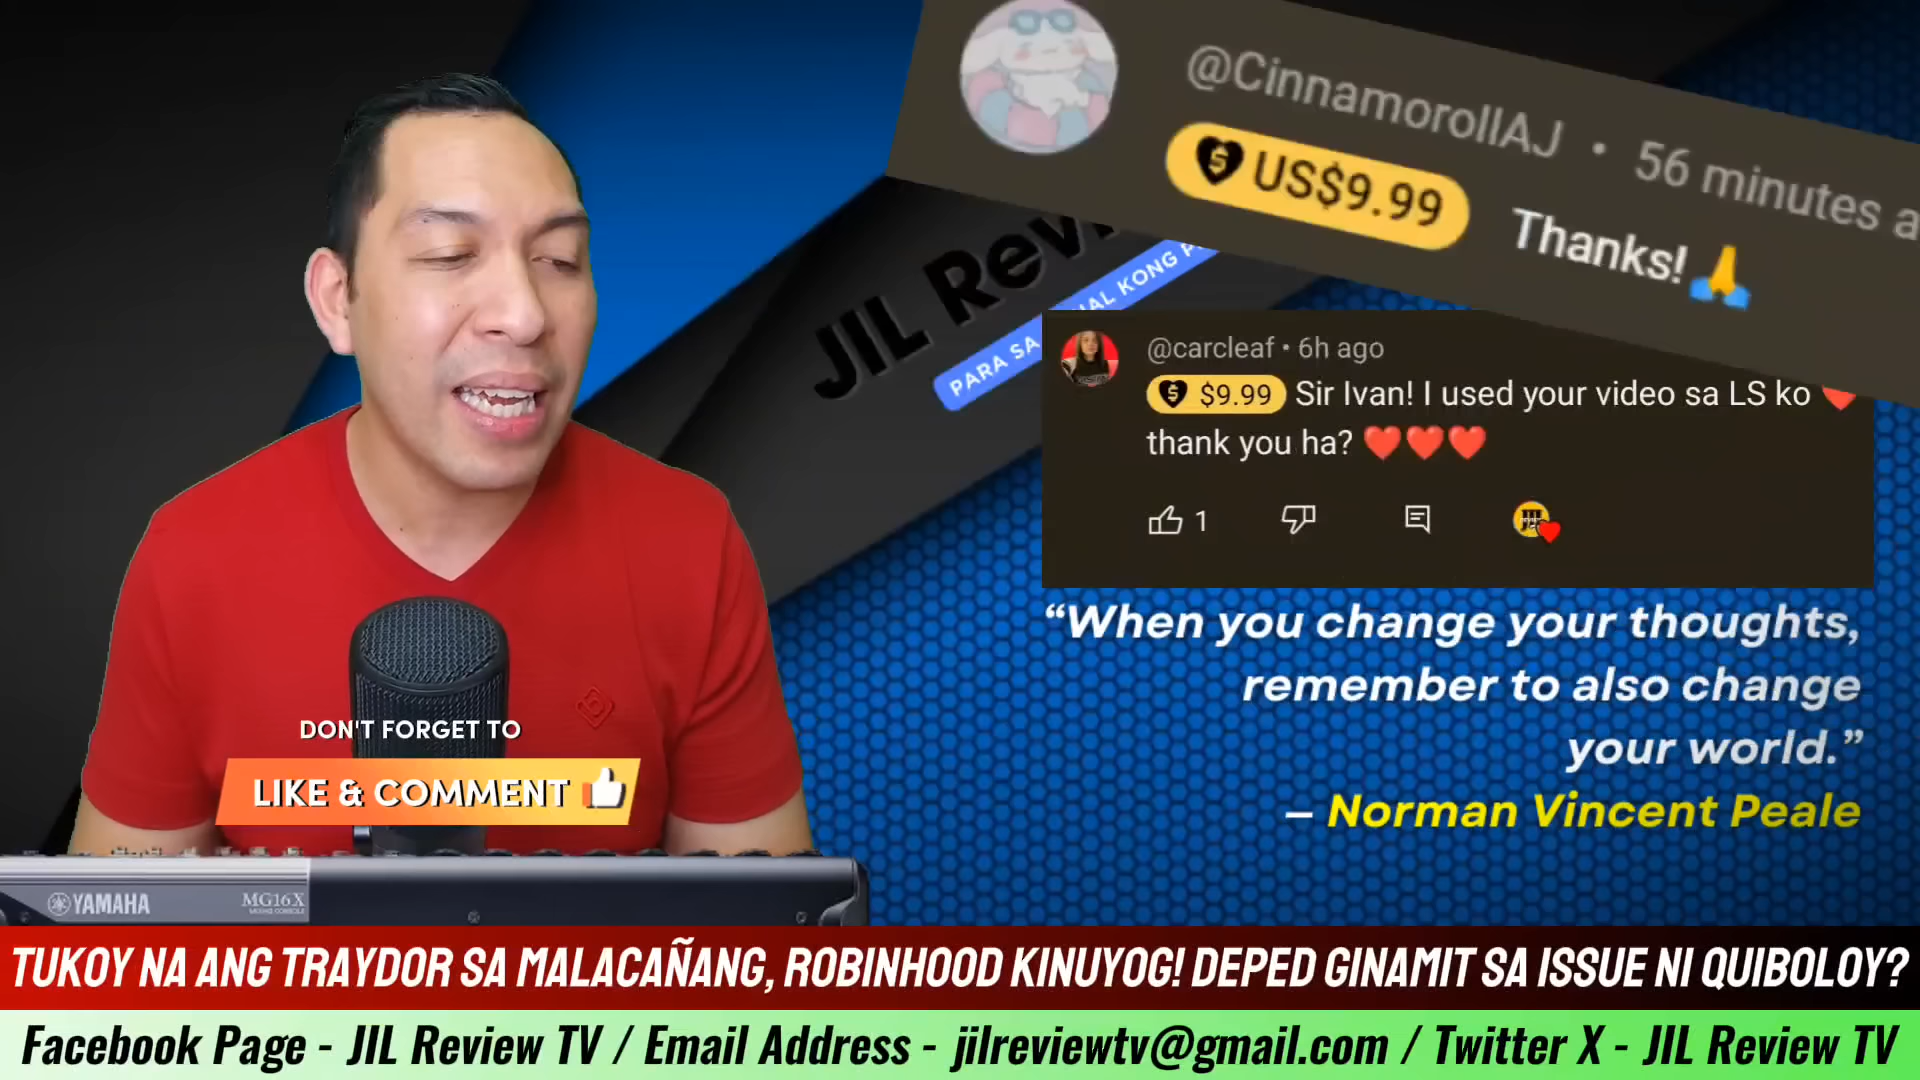 @CinnamorollAJ • 56 minutes a
US$9.99 Thanks!🙏
JIL Rev
PARA SA
AL KONG P
@carcleaf • 6h ago
$9.99 Sir Ivan! I used your video sa LS ko ❤️
thank you ha? ❤️❤️❤️
1
“When you change your thoughts,
remember to also change
your world.”
– Norman Vincent Peale
DON'T FORGET TO
LIKE & COMMENT
YAMAHA
MG16X
MIXING CONSOLE
TUKOY NA ANG TRAYDOR SA MALACAÑANG, ROBINHOOD KINUYOG! DEPED GINAMIT SA ISSUE NI QUIBOLOY?
Facebook Page - JIL Review TV / Email Address - jilreviewtv@gmail.com / Twitter X - JIL Review TV